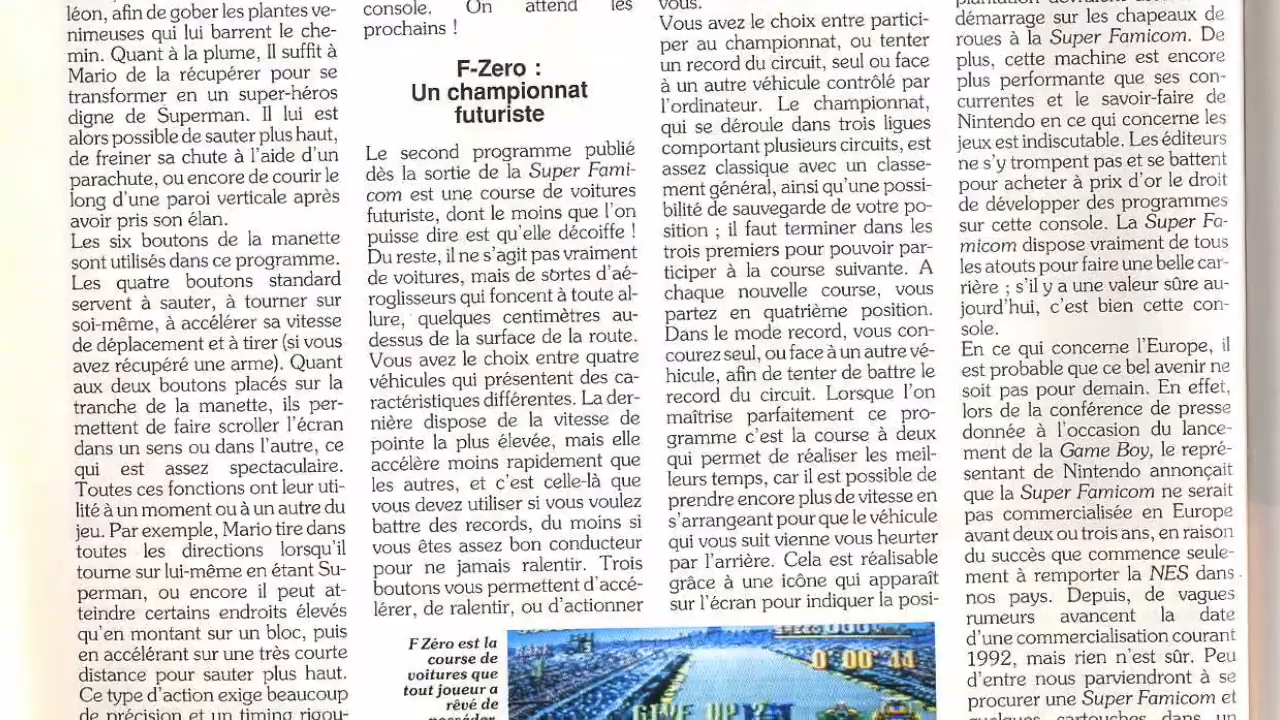 léon, afin de gober les plantes ve-
nimeuses qui lui barrent le che-
min. Quant à la plume, Il suffit à
Mario de la récupérer pour se
transformer en un super-héros
digne de Superman. Il lui est
alors possible de sauter plus haut,
de freiner sa chute à l'aide d'un
parachute, ou encore de courir le
long d'une paroi verticale après
avoir pris son élan.
Les six boutons de la manette
sont utilisés dans ce programme.
Les quatre boutons standard
servent à sauter, à tourner sur
soi-même, à accélérer sa vitesse
de déplacement et à tirer (si vous
avez récupéré une arme). Quant
aux deux boutons placés sur la
tranche de la manette, ils per-
mettent de faire scroller l'écran
dans un sens ou dans l'autre, ce
qui est assez spectaculaire.
Toutes ces fonctions ont leur uti-
lité à un moment ou à un autre du
jeu. Par exemple, Mario tire dans
toutes les directions lorsqu'il
tourne sur lui-même en étant Su-
perman, ou encore il peut at-
teindre certains endroits élevés
qu'en montant sur un bloc, puis
en accélérant sur une très courte
distance pour sauter plus haut.
Ce type d'action exige beaucoup
de précision et un timing rigou-
console. On attend les
prochains !
F-Zero :
Un championnat
futuriste
Le second programme publié
dès la sortie de la Super Fami-
com est une course de voitures
futuriste, dont le moins que l'on
puisse dire est qu'elle décoiffe !
Du reste, il ne s'agit pas vraiment
de voitures, mais de sortes d'aé-
roglisseurs qui foncent à toute al-
lure, quelques centimètres au-
dessus de la surface de la route.
Vous avez le choix entre quatre
véhicules qui présentent des ca-
ractéristiques différentes. La der-
nière dispose de la vitesse de
pointe la plus élevée, mais elle
accélère moins rapidement que
les autres, et c'est celle-là que
vous devez utiliser si vous voulez
battre des records, du moins si
vous êtes assez bon conducteur
pour ne jamais ralentir. Trois
boutons vous permettent d'accé-
lérer, de ralentir, ou d'actionner
F Zéro est la
course de
voitures que
tout joueur a
rêvé de
posséder.
0'00"
GIVE UP
vous.
Vous avez le choix entre partici-
per au championnat, ou tenter
un record du circuit, seul ou face
à un autre véhicule contrôlé par
l'ordinateur. Le championnat,
qui se déroule dans trois ligues
comportant plusieurs circuits, est
assez classique avec un classe-
ment général, ainsi qu'une possi-
bilité de sauvegarde de votre po-
sition ; il faut terminer dans les
trois premiers pour pouvoir par-
ticiper à la course suivante. A
chaque nouvelle course, vous
partez en quatrième position.
Dans le mode record, vous con-
courez seul, ou face à un autre vé-
hicule, afin de tenter de battre le
record du circuit. Lorsque l'on
maîtrise parfaitement ce pro-
gramme c'est la course à deux
qui permet de réaliser les meil-
leurs temps, car il est possible de
prendre encore plus de vitesse en
s'arrangeant pour que le véhicule
qui vous suit vienne vous heurter
par l'arrière. Cela est réalisable
grâce à une icône qui apparaît
sur l'écran pour indiquer la posi-
démarrage sur les chapeaux de
roues à la Super Famicom. De
plus, cette machine est encore
plus performante que ses con-
currentes et le savoir-faire de
Nintendo en ce qui concerne les
jeux est indiscutable. Les éditeurs
ne s'y trompent pas et se battent
pour acheter à prix d'or le droit
de développer des programmes
sur cette console. La Super Fa-
micom dispose vraiment de tous
les atouts pour faire une belle car-
rière ; s'il y a une valeur sûre au-
jourd'hui, c'est bien cette con-
sole.
En ce qui concerne l'Europe, il
est probable que ce bel avenir ne
soit pas pour demain. En effet,
lors de la conférence de presse
donnée à l'occasion du lance-
ment de la Game Boy, le repré-
sentant de Nintendo annonçait
que la Super Famicom ne serait
pas commercialisée en Europe
avant deux ou trois ans, en raison
du succès que commence seule-
ment à remporter la NES dans
nos pays. Depuis, de vagues
rumeurs avancent la date
d'une commercialisation courant
1992, mais rien n'est sûr. Peu
d'entre nous parviendront à se
procurer une Super Famicom et
quelques cartouches dans un